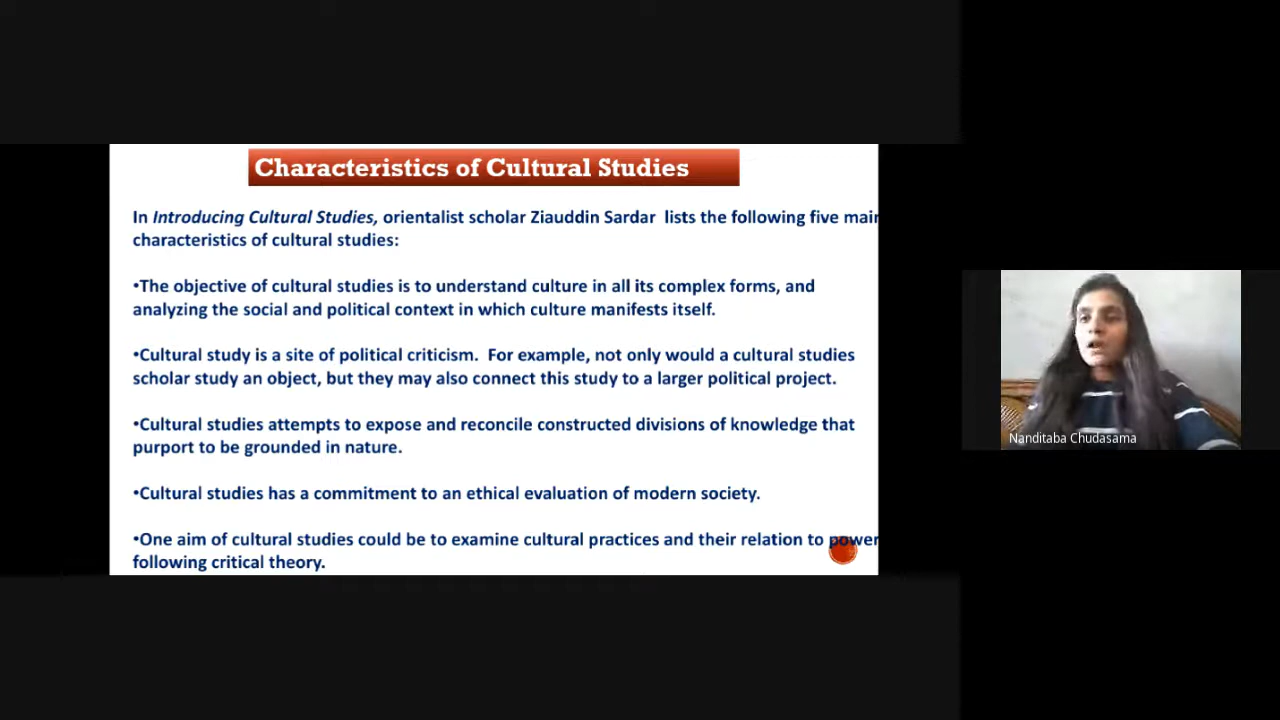 Characteristics of Cultural Studies
In Introducing Cultural Studies, orientalist scholar Ziauddin Sardar lists the following five main
characteristics of cultural studies:
•The objective of cultural studies is to understand culture in all its complex forms, and
analyzing the social and political context in which culture manifests itself.
•Cultural study is a site of political criticism. For example, not only would a cultural studies
scholar study an object, but they may also connect this study to a larger political project.
•Cultural studies attempts to expose and reconcile constructed divisions of knowledge that
purport to be grounded in nature.
•Cultural studies has a commitment to an ethical evaluation of modern society.
•One aim of cultural studies could be to examine cultural practices and their relation to power
following critical theory.
Nanditaba Chudasama